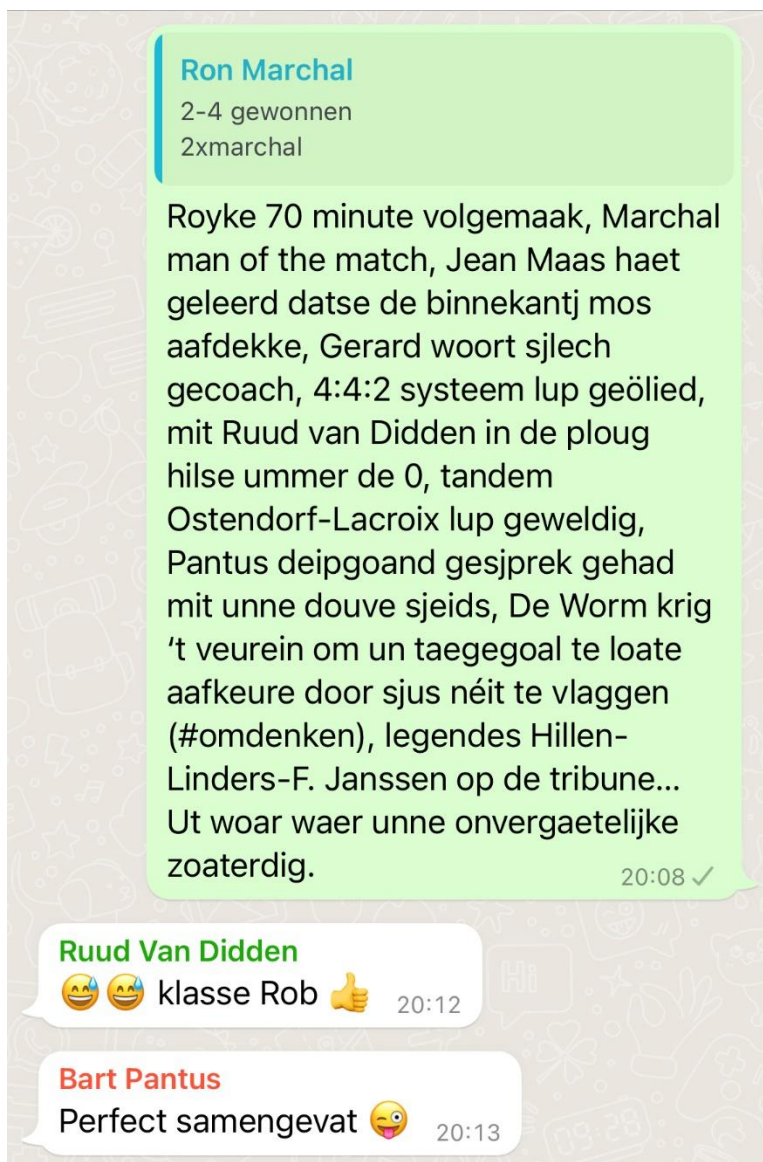 Ron Marchal
2-4 gewonnen
2xmarchal
Royke 70 minute volgemaak, Marchal
man of the match, Jean Maas haet
geleerd datse de binnekantj mos
aafdekke, Gerard woort sjlech
gecoach, 4:4:2 systeem lup geölied,
mit Ruud van Didden in de ploug
hilse ummer de 0, tandem
Ostendorf-Lacroix lup geweldig,
Pantus deipgoand gesjprek gehad
mit unne douve sjeids, De Worm krig
‘t veurein om un taegegoal te loate
aafkeure door sjus néit te vlaggen
(#omdenken), legendes Hillen-
Linders-F. Janssen op de tribune...
Ut woar waer unne onvergaetelijke
zoaterdig.
20:08 ✓
Ruud Van Didden
😅😅 klasse Rob 👍 20:12
Bart Pantus
Perfect samengevat 😜 20:13